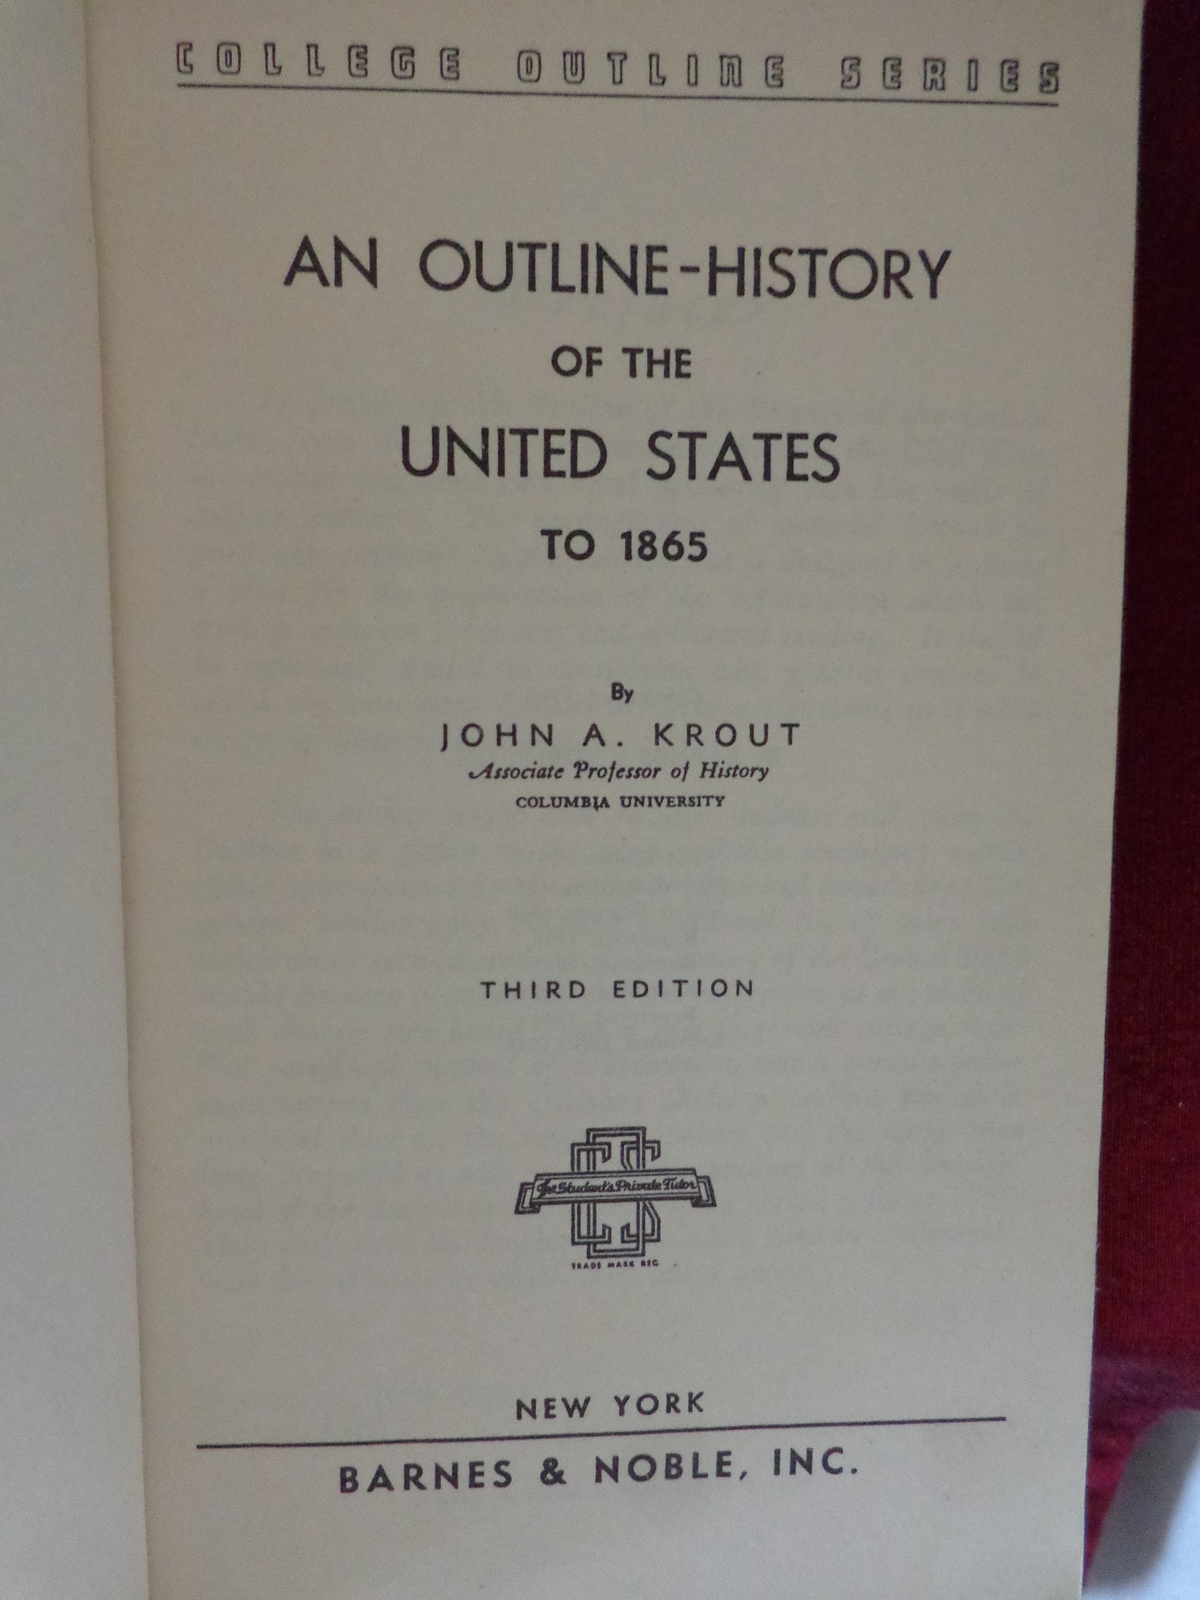 COLLEGE OUTLINE SERIES
AN OUTLINE-HISTORY
OF THE
UNITED STATES
TO 1865
By
JOHN A. KROUT
Associate Professor of History
COLUMBIA UNIVERSITY
THIRD EDITION
The Student's Private Tutor
TRADE MARK REG
NEW YORK
BARNES & NOBLE, INC.